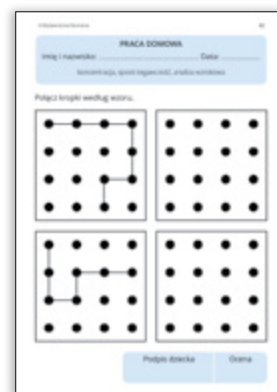 PRACA DOMOWA
Imię i nazwisko: Data:
koncentracja, spostrzegawczość, analiza wzrokowa
Połącz kropki według wzoru.
Podpis dziecka Ocena